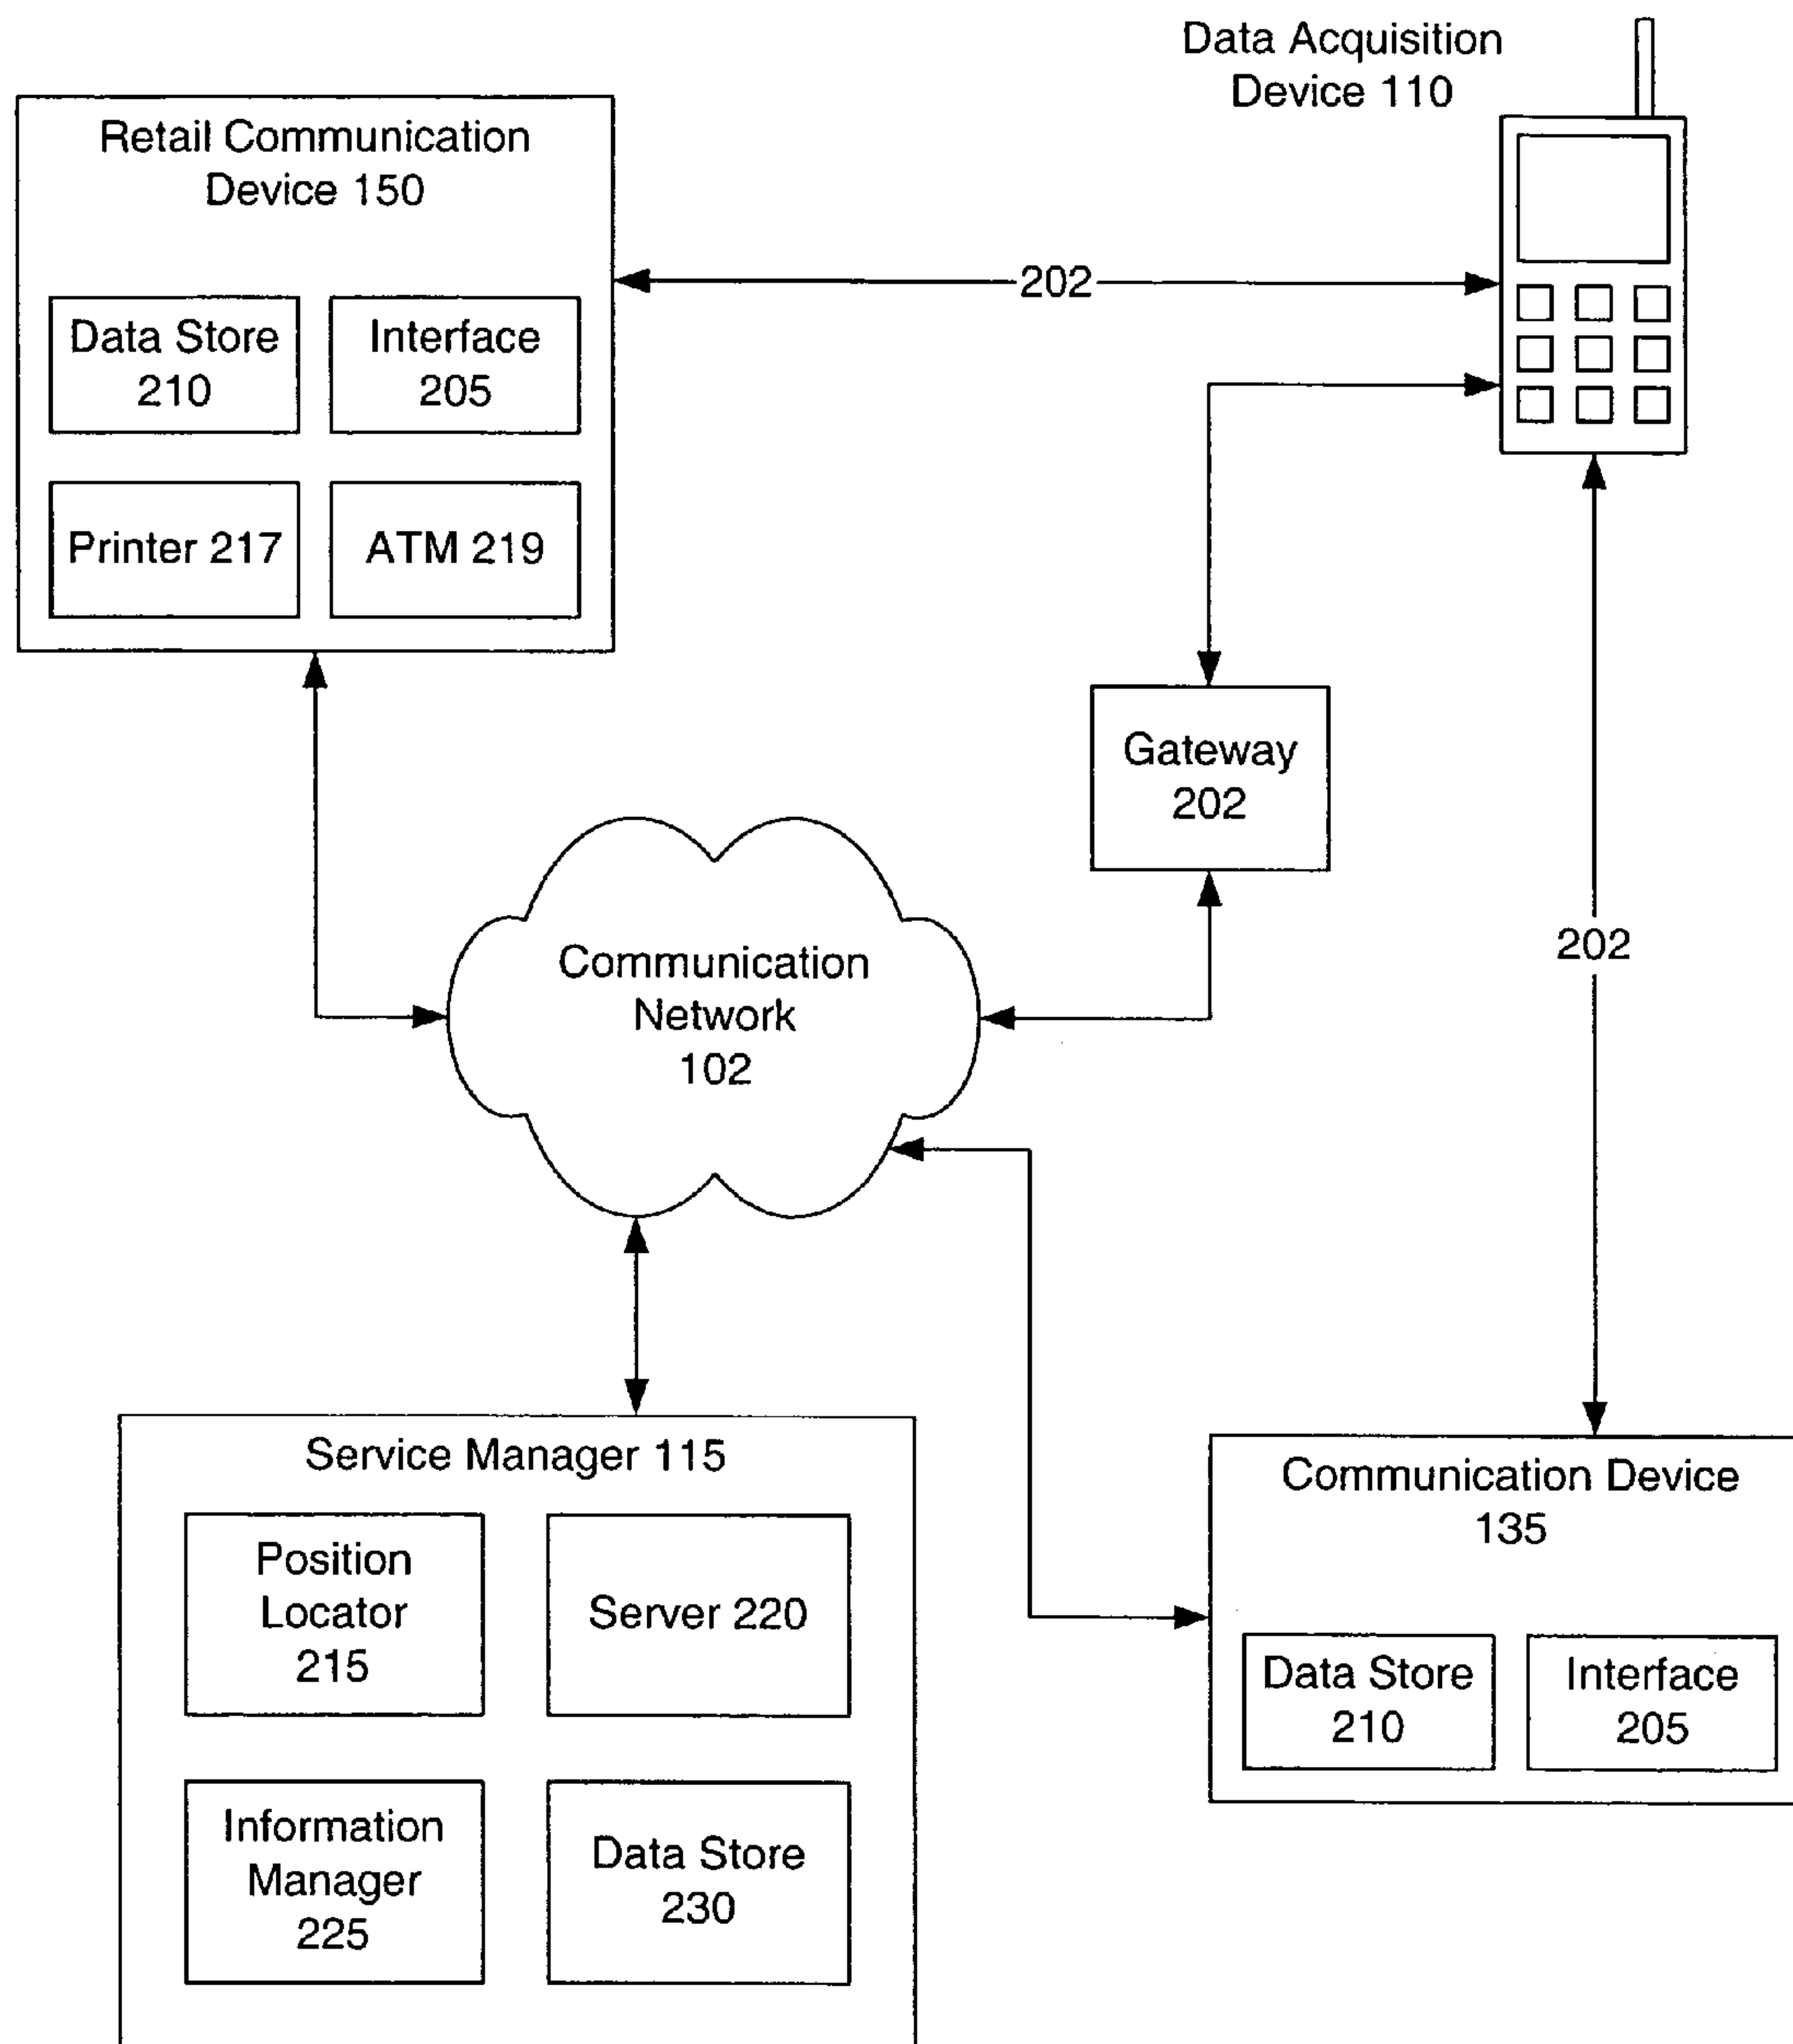 Data Acquisition
Device 110
Retail Communication
Device 150
202
Data Store
210
Interface
205
Printer 217
ATM 219
Gateway
202
202
Communication
Network
102
Service Manager 115
Position
Locator
215
Server 220
Information
Manager
225
Data Store
230
Communication Device
135
Data Store
210
Interface
205